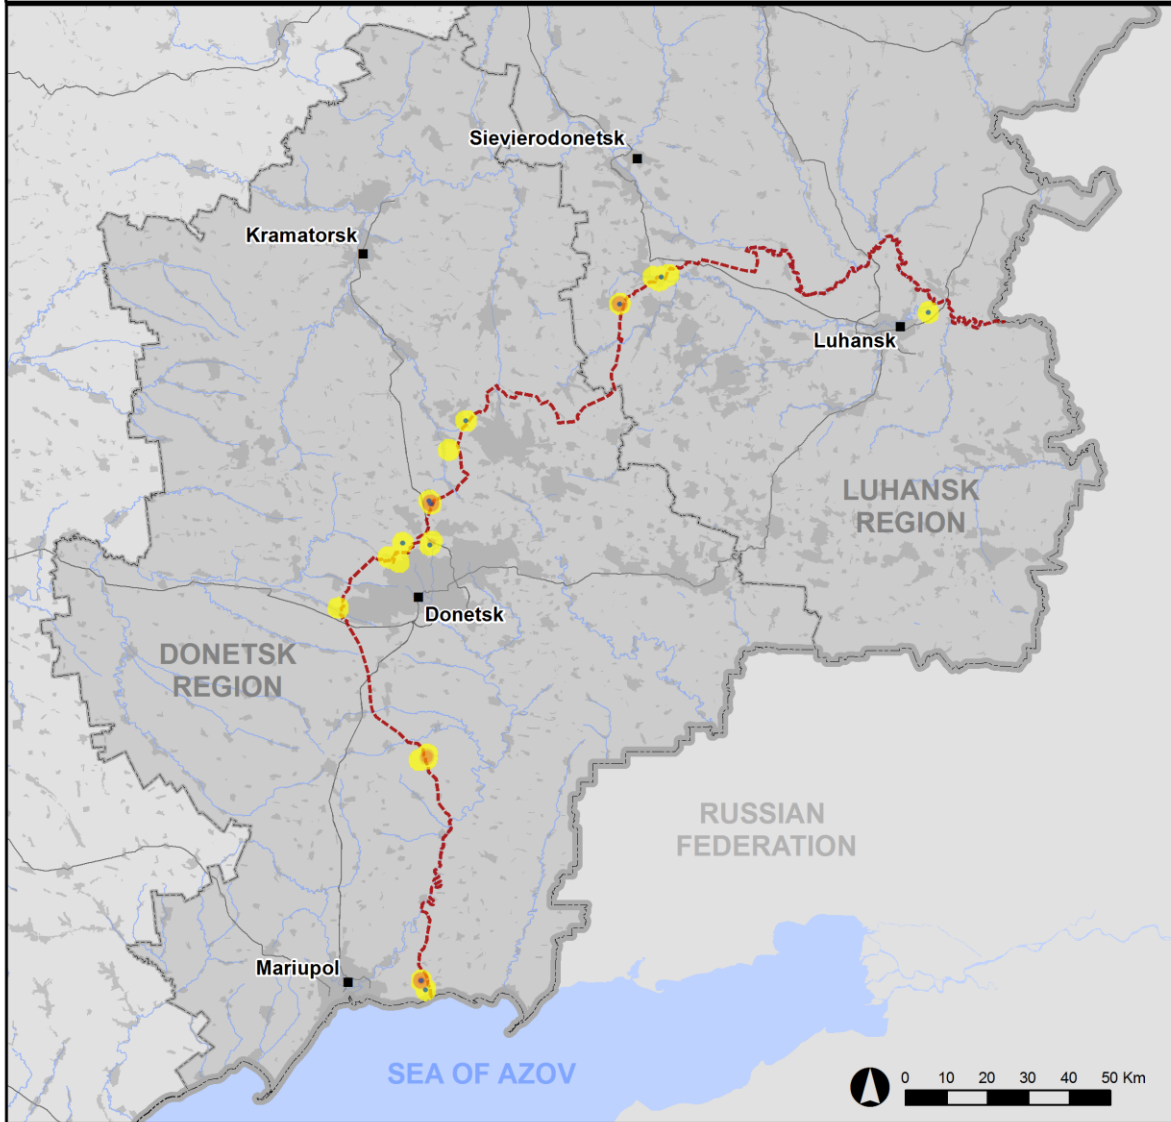 Sievierodonetsk
Kramatorsk
Luhansk
LUHANSK
REGION
Donetsk
DONETSK
REGION
RUSSIAN
FEDERATION
Mariupol
SEA OF AZOV
0 10 20 30 40 50 Km